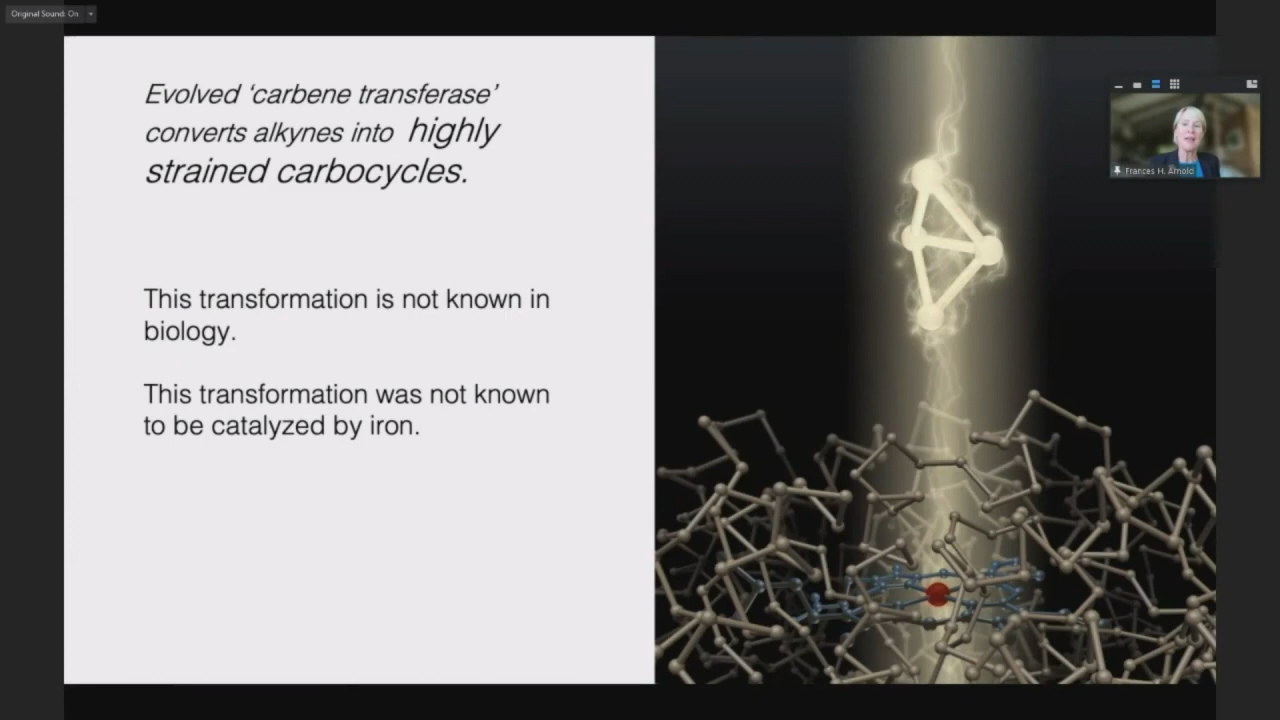 Original Sound: On
Evolved ‘carbene transferase’
converts alkynes into highly
strained carbocycles.
This transformation is not known in
biology.
This transformation was not known
to be catalyzed by iron.
Frances H. Arnold